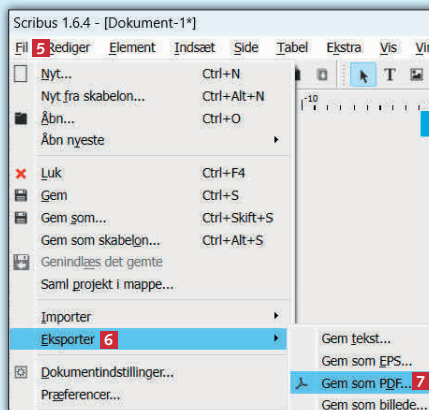 Scribus 1.6.4 - [Dokument-1*]
Fil 5 Rediger Element Indsæt Side Tabel Ekstra Vis
Nyt... Ctrl+N
Nyt fra skabelon... Ctrl+Alt+N
Åbn... Ctrl+O
Åbn nyeste
-10
Luk Ctrl+F4
Gem Ctrl+S
Gem som... Ctrl+Skift+S
Gem som skabelon... Ctrl+Alt+S
Genindlæs det gemte
Saml projekt i mappe...
Importer
Eksporter 6
Gem tekst...
Gem som EPS...
Dokumentindstillinger...
Gem som PDF... 7
Præferencer...
Gem som billede...